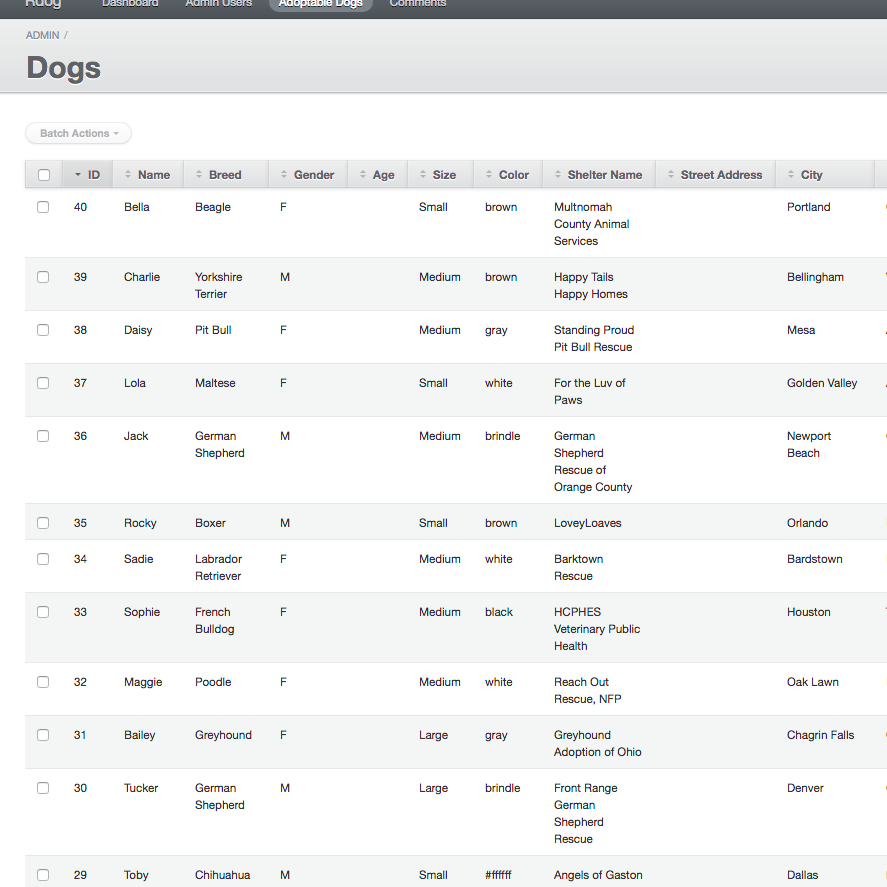 Rdog Dashboard Admin Users Adoptable Dogs Comments
ADMIN /
Dogs
Batch Actions
ID Name Breed Gender Age Size Color Shelter Name Street Address City
40 Bella Beagle F Small brown Multnomah Portland
County Animal
Services
39 Charlie Yorkshire M Medium brown Happy Tails Bellingham
Terrier Happy Homes
38 Daisy Pit Bull F Medium gray Standing Proud Mesa
Pit Bull Rescue
37 Lola Maltese F Small white For the Luv of Golden Valley
Paws
36 Jack German M Medium brindle German Newport
Shepherd Shepherd Beach
Rescue of
Orange County
35 Rocky Boxer M Small brown LoveyLoaves Orlando
34 Sadie Labrador F Medium white Barktown Bardstown
Retriever Rescue
33 Sophie French F Medium black HCPHES Houston
Bulldog Veterinary Public
Health
32 Maggie Poodle F Medium white Reach Out Oak Lawn
Rescue, NFP
31 Bailey Greyhound F Large gray Greyhound Chagrin Falls
Adoption of Ohio
30 Tucker German M Large brindle Front Range Denver
Shepherd German
Shepherd
Rescue
29 Toby Chihuahua M Small #ffffff Angels of Gaston Dallas